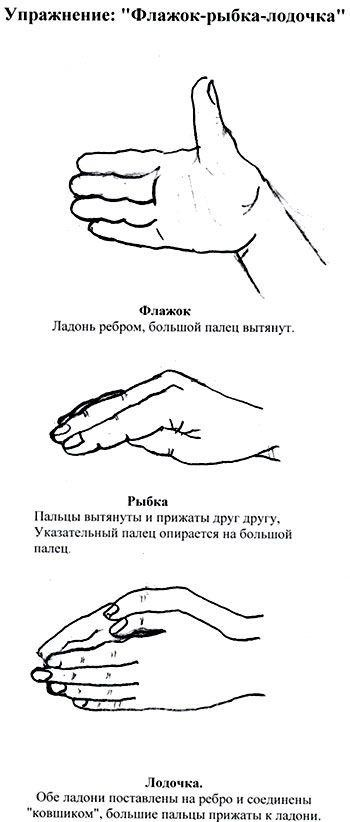 Упражнение: "Флажок-рыбка-лодочка"
Флажок
Ладонь ребром, большой палец вытянут.
Рыбка
Пальцы вытянуты и прижаты друг другу,
Указательный палец опирается на большой
палец.
Лодочка.
Обе ладони поставлены на ребро и соединены
"ковшиком", большие пальцы прижаты к ладони.